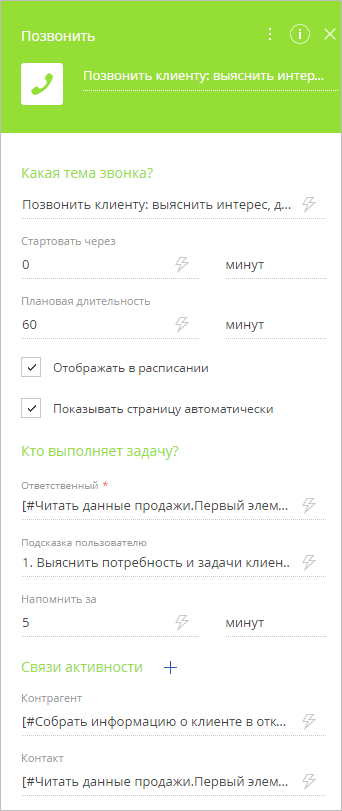 Позвонить
Позвонить клиенту: выяснить интер...
Какая тема звонка?
Позвонить клиенту: выяснить интерес, д...
Стартовать через
0 минут
Плановая длительность
60 минут
Отображать в расписании
Показывать страницу автоматически
Кто выполняет задачу?
Ответственный *
[#Читать данные продажи.Первый элем...
Подсказка пользователю
1. Выяснить потребность и задачи клиен..
Напомнить за
5 минут
Связи активности +
Контрагент
[#Собрать информацию о клиенте в отк...
Контакт
[#Читать данные продажи.Первый элем...